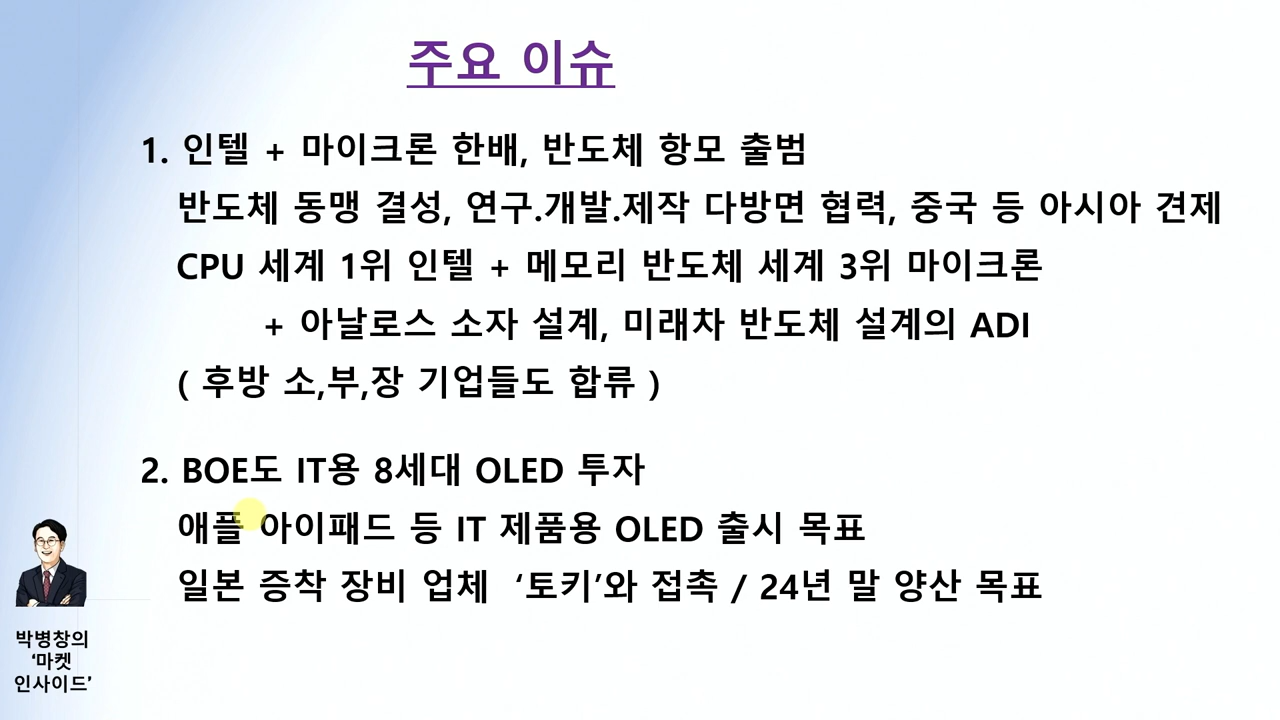 주요 이슈
1. 인텔 + 마이크론 한배, 반도체 항모 출범
반도체 동맹 결성, 연구.개발.제작 다방면 협력, 중국 등 아시아 견제
CPU 세계 1위 인텔 + 메모리 반도체 세계 3위 마이크론
+ 아날로스 소자 설계, 미래차 반도체 설계의 ADI
( 후방 소,부,장 기업들도 합류 )
2. BOE도 IT용 8세대 OLED 투자
애플 아이패드 등 IT 제품용 OLED 출시 목표
일본 증착 장비 업체 ‘토키’와 접촉 / 24년 말 양산 목표
박병창의
‘마켓
인사이드’